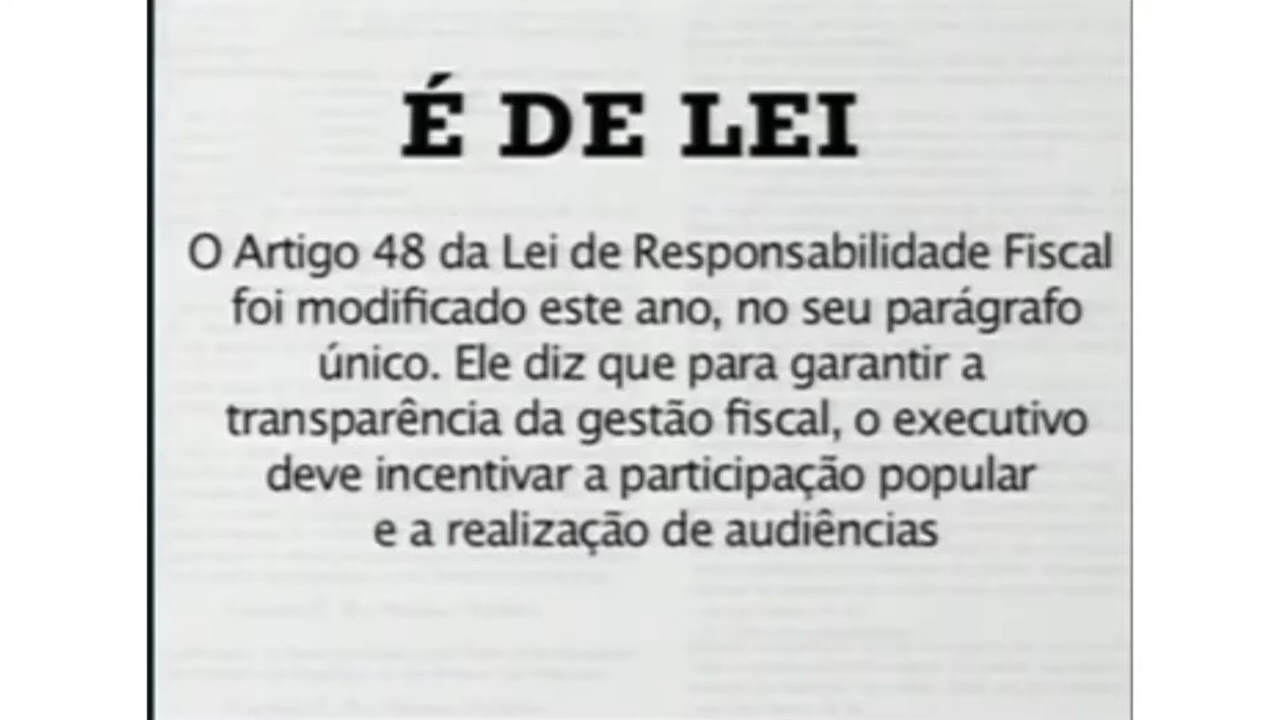 É DE LEI
O Artigo 48 da Lei de Responsabilidade Fiscal
foi modificado este ano, no seu parágrafo
único. Ele diz que para garantir a
transparência da gestão fiscal, o executivo
deve incentivar a participação popular
e a realização de audiências